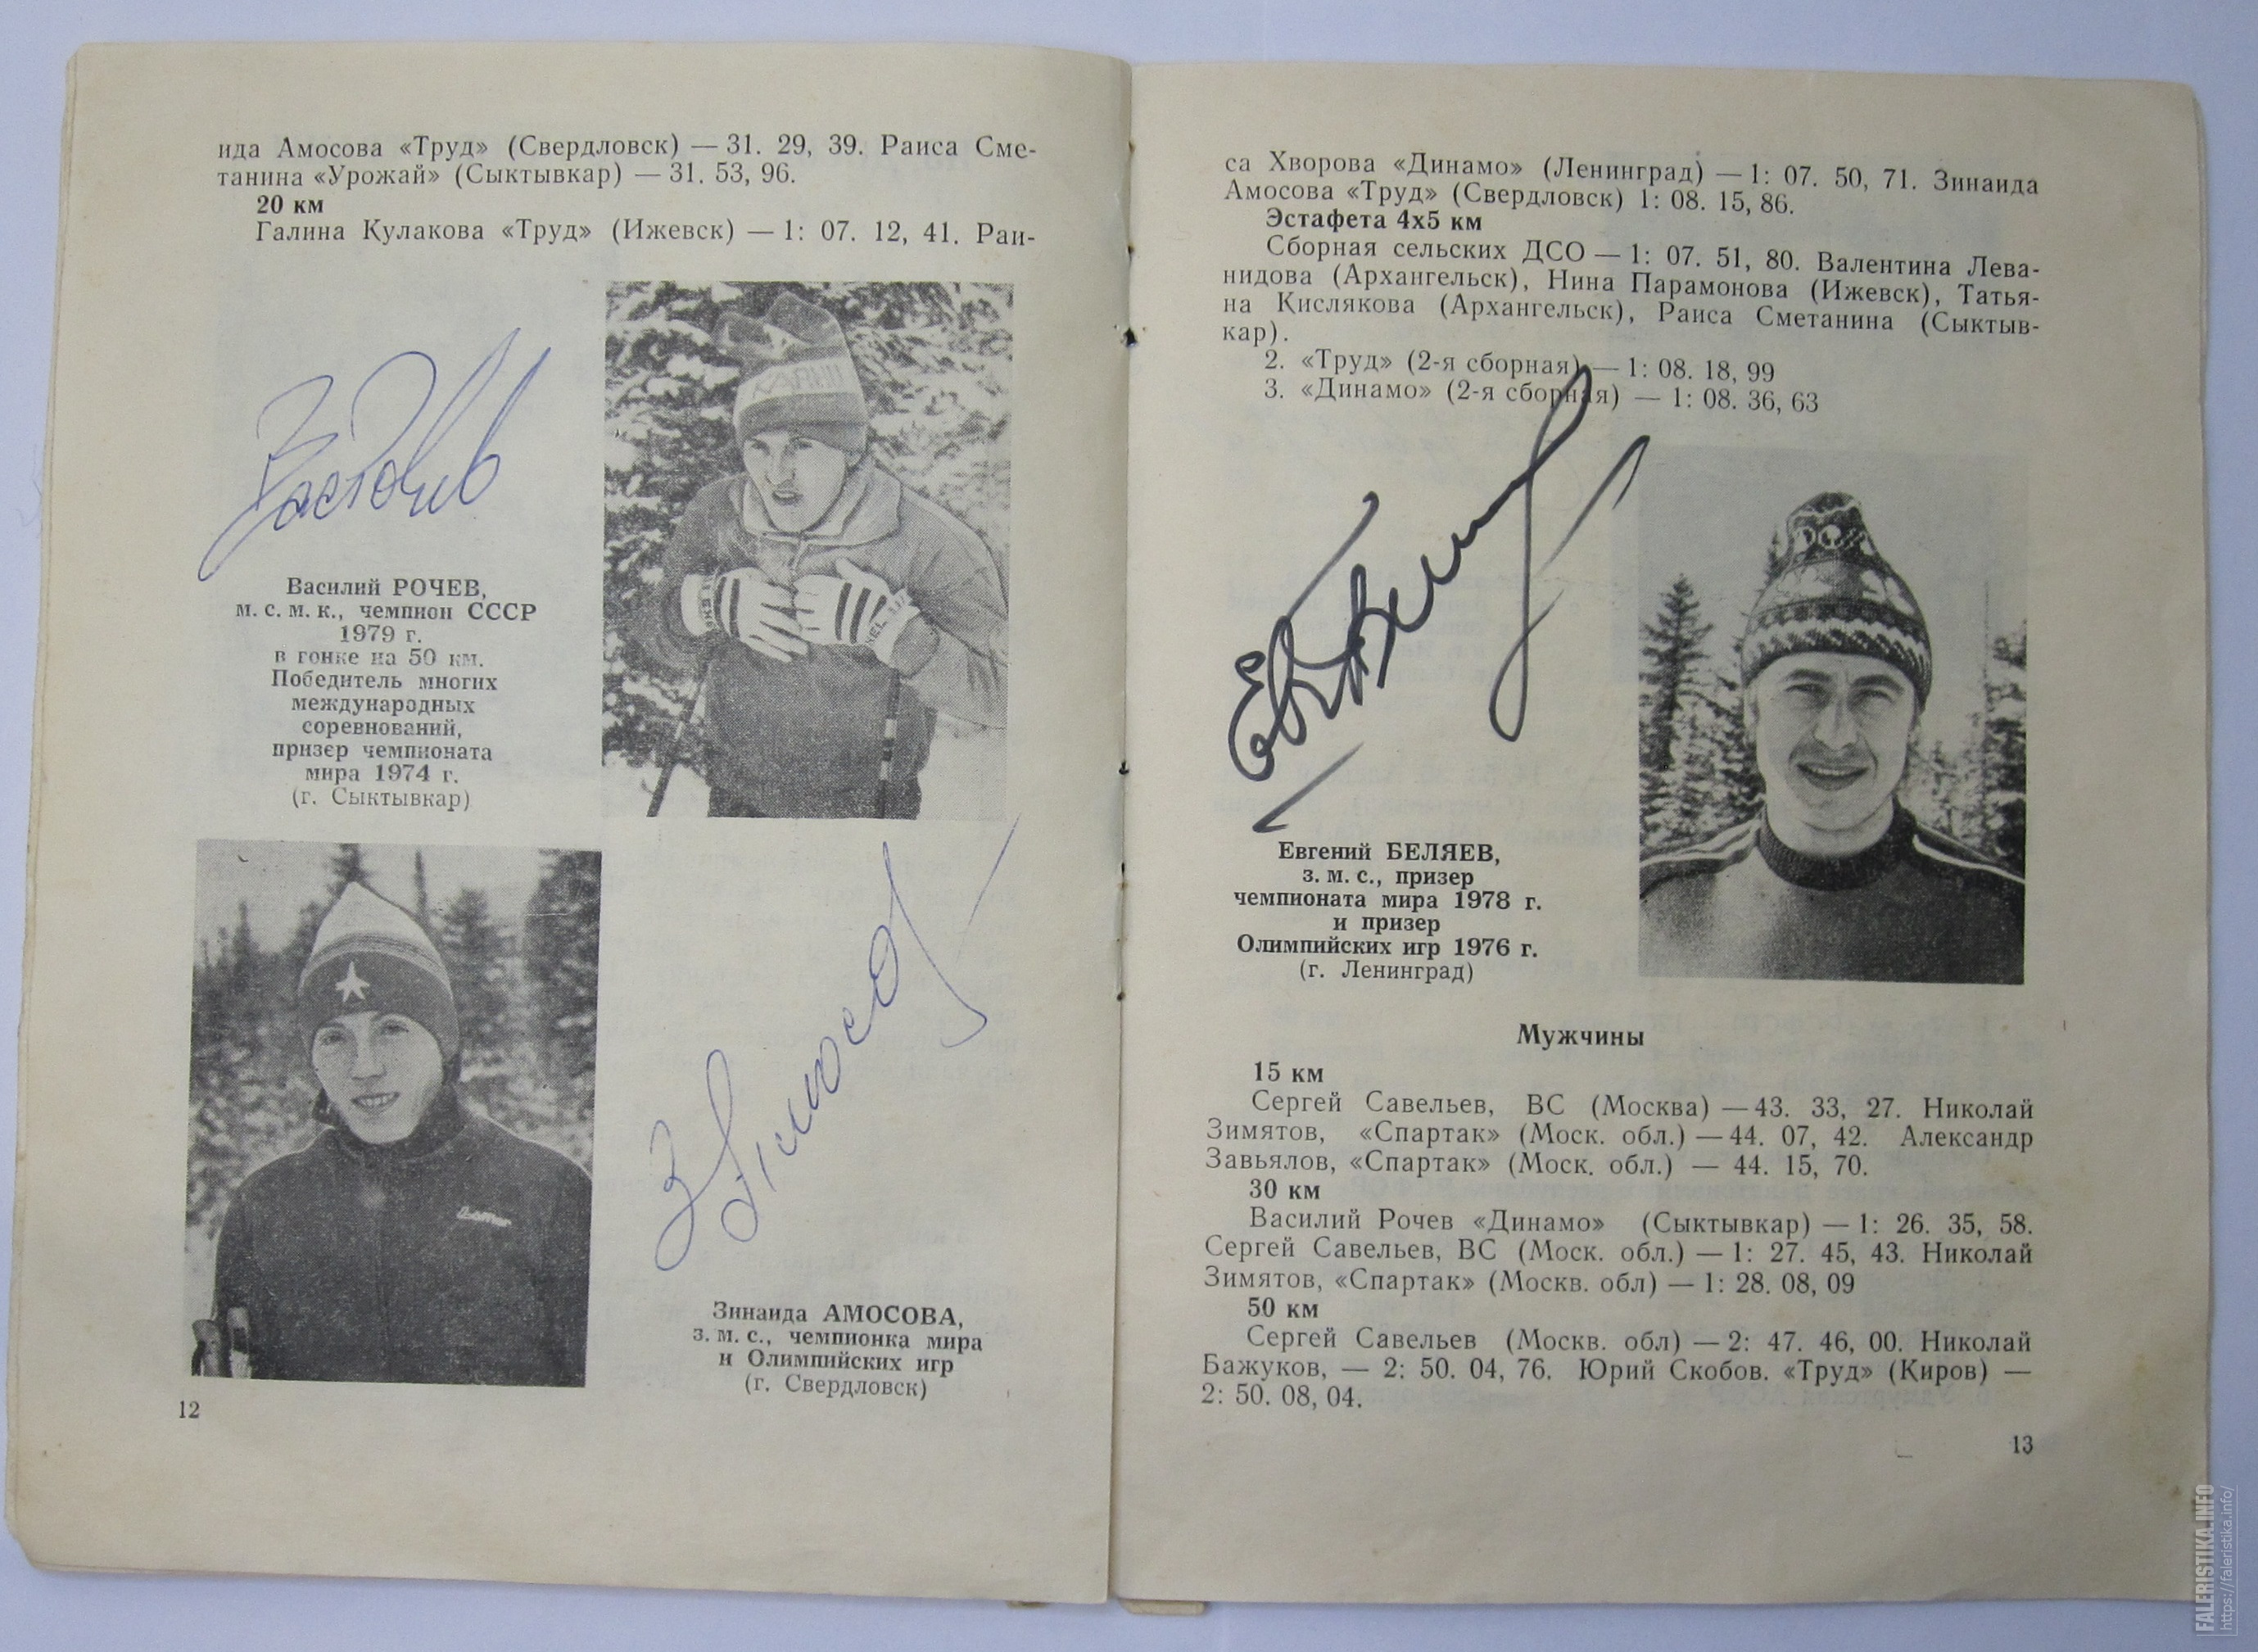 ида Амосова «Труд» (Свердловск) — 31. 29, 39. Раиса Сме-
танина «Урожай» (Сыктывкар) — 31. 53, 96.
20 км
Галина Кулакова «Труд» (Ижевск) — 1: 07. 12, 41. Раи-
KARHU
Василий РОЧЕВ,
м. с. м. к., чемпион СССР
1979 г.
в гонке на 50 км.
Победитель многих
международных
соревнований,
призер чемпионата
мира 1974 г.
(г. Сыктывкар)
З Амосов
Зинаида АМОСОВА,
з. м. с., чемпионка мира
и Олимпийских игр
(г. Свердловск)
12
са Хворова «Динамо» (Ленинград) — 1: 07. 50, 71. Зинаида
Амосова «Труд» (Свердловск) 1: 08. 15, 86.
Эстафета 4х5 км
Сборная сельских ДСО — 1: 07. 51, 80. Валентина Лева-
нидова (Архангельск), Нина Парамонова (Ижевск), Татья-
на Кислякова (Архангельск), Раиса Сметанина (Сыктыв-
кар).
2. «Труд» (2-я сборная) — 1: 08. 18, 99
3. «Динамо» (2-я сборная) — 1: 08. 36, 63
Евгений БЕЛЯЕВ,
з. м. с., призер
чемпионата мира 1978 г.
и призер
Олимпийских игр 1976 г.
(г. Ленинград)
Мужчины
15 км
Сергей Савельев, ВС (Москва) — 43. 33, 27. Николай
Зимятов, «Спартак» (Моск. обл.) — 44. 07, 42. Александр
Завьялов, «Спартак» (Моск. обл.) — 44. 15, 70.
30 км
Василий Рочев «Динамо» (Сыктывкар) — 1: 26. 35, 58.
Сергей Савельев, ВС (Моск. обл.) — 1: 27. 45, 43. Николай
Зимятов, «Спартак» (Москв. обл) — 1: 28. 08, 09
50 км
Сергей Савельев (Москв. обл) — 2: 47. 46, 00. Николай
Бажуков, — 2: 50. 04, 76. Юрий Скобов. «Труд» (Киров) —
2: 50. 08, 04.
13
FALERISTIKA.INFO
https://faleristika.info/